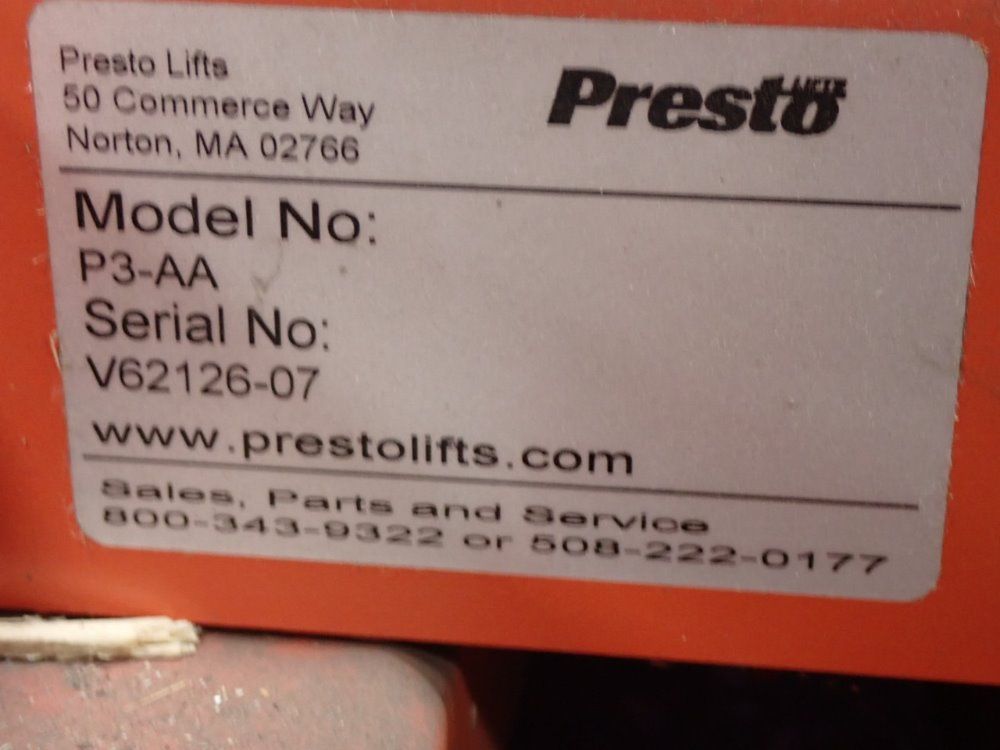 Presto Lifts
50 Commerce Way
Norton, MA 02766
Presto LIFTS
Model No:
P3-AA
Serial No:
V62126-07
www.prestolifts.com
Sales, Parts and Service
800-343-9322 or 508-222-0177